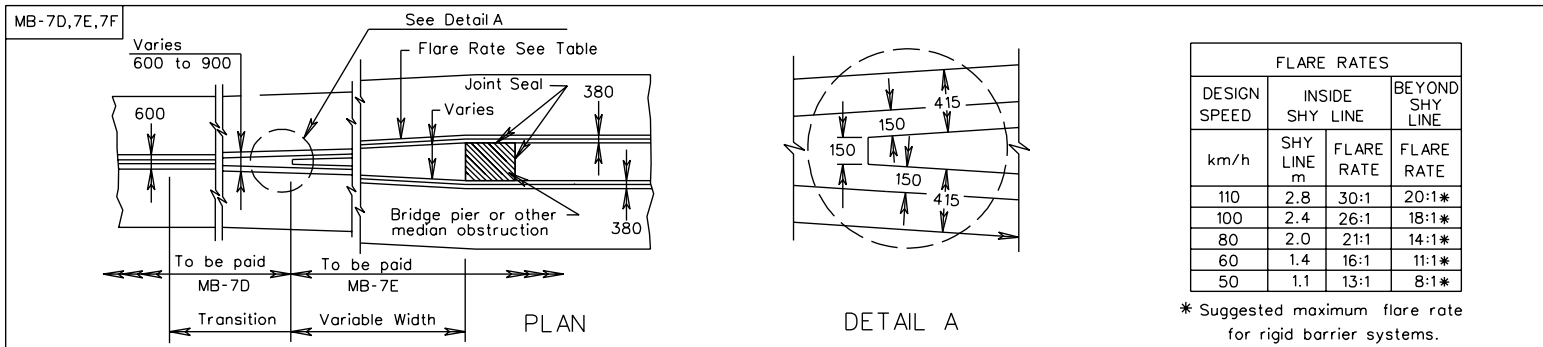 MB-7D,7E,7F
See Detail A
Varies
600 to 900
Flare Rate See Table
Joint Seal
Varies
380
600
Bridge pier or other
median obstruction
380
To be paid
MB-7D
To be paid
MB-7E
Transition
Variable Width
PLAN
415
150
150
150
415
DETAIL A
FLARE RATES
DESIGN SPEED INSIDE SHY LINE BEYOND SHY LINE
km/h SHY LINE m FLARE RATE FLARE RATE
110 2.8 30:1 20:1*
100 2.4 26:1 18:1*
80 2.0 21:1 14:1*
60 1.4 16:1 11:1*
50 1.1 13:1 8:1*
* Suggested maximum flare rate
for rigid barrier systems.